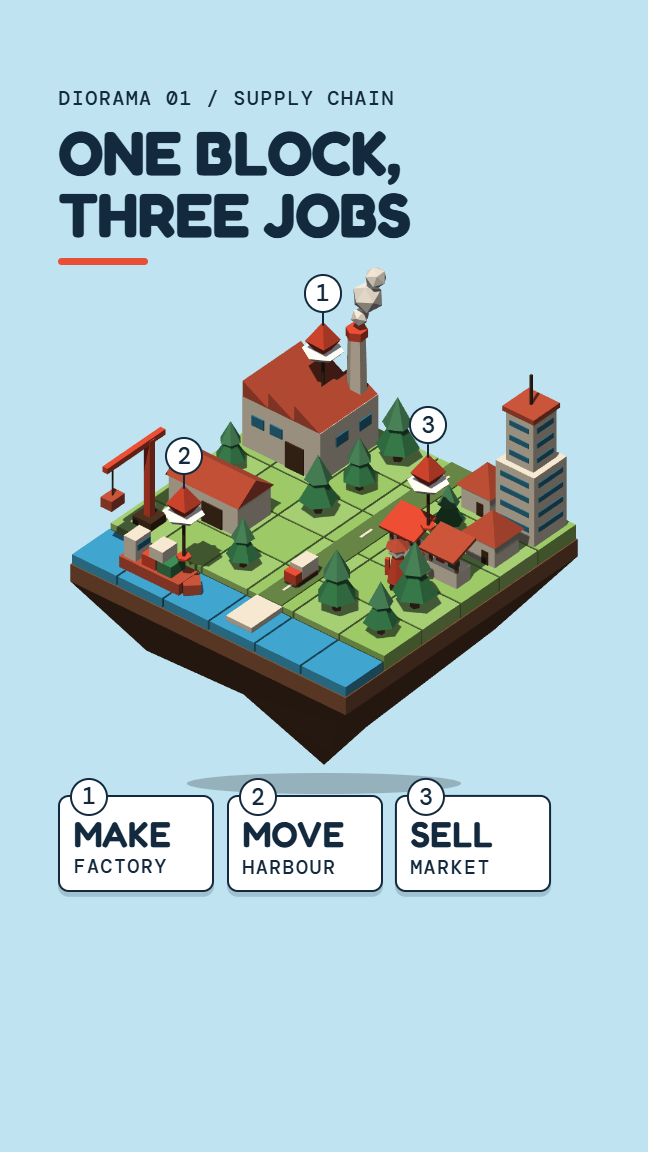 DIORAMA 01 / SUPPLY CHAIN
ONE BLOCK,
THREE JOBS
1
2
3
1
MAKE
FACTORY
2
MOVE
HARBOUR
3
SELL
MARKET